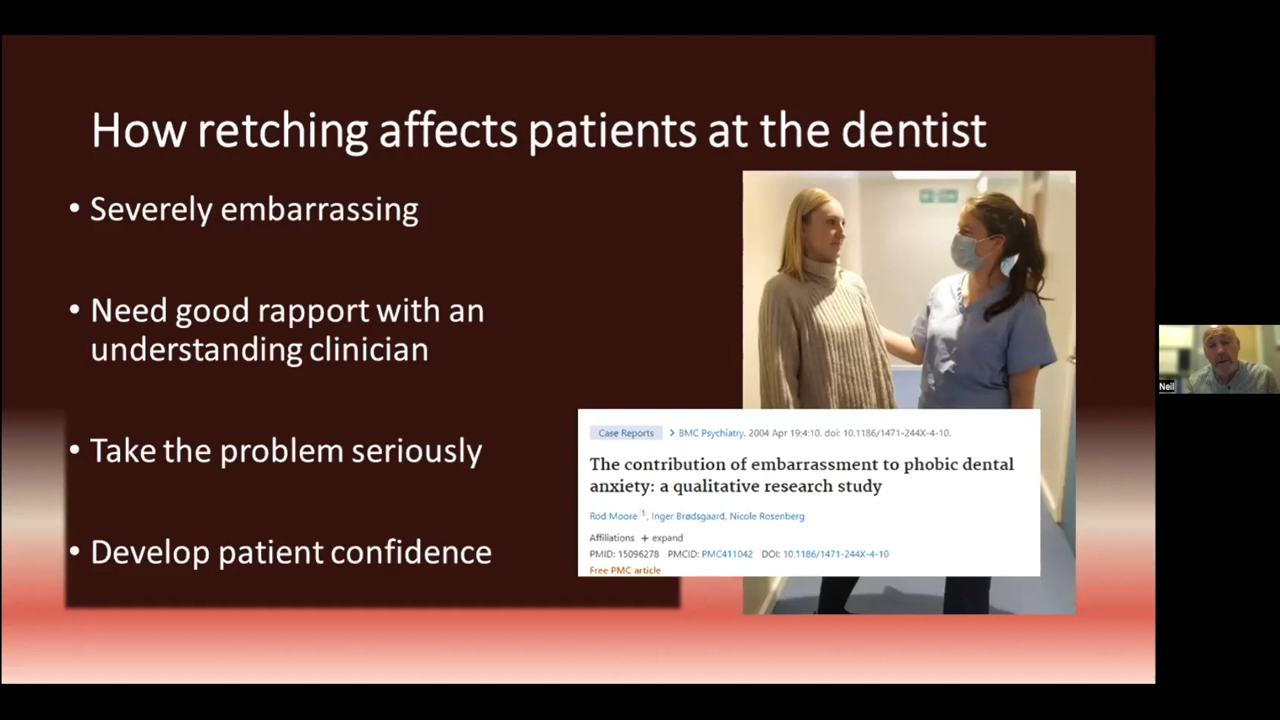 How retching affects patients at the dentist
• Severely embarrassing
• Need good rapport with an
understanding clinician
• Take the problem seriously
• Develop patient confidence
Case Reports > BMC Psychiatry. 2004 Apr 19;4:10. doi: 10.1186/1471-244X-4-10.
The contribution of embarrassment to phobic dental
anxiety: a qualitative research study
Rod Moore 1, Inger Brødsgaard, Nicole Rosenberg
Affiliations + expand
PMID: 15096278 PMCID: PMC411042 DOI: 10.1186/1471-244X-4-10
Free PMC article
Neil